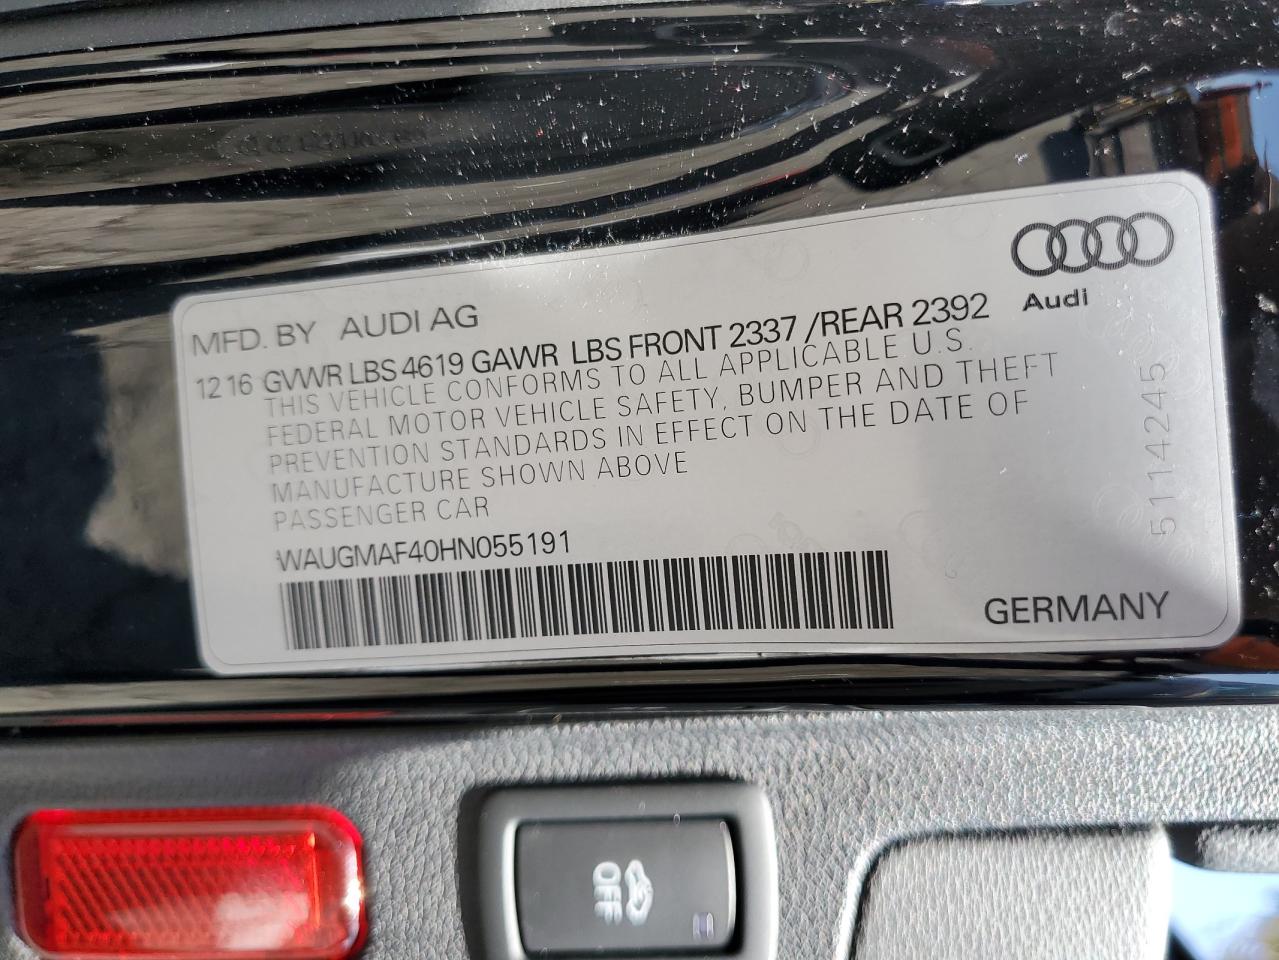 Audi
MFD. BY AUDI AG
12 16 GVWR LBS 4619 GAWR LBS FRONT 2337 /REAR 2392
THIS VEHICLE CONFORMS TO ALL APPLICABLE U.S.
FEDERAL MOTOR VEHICLE SAFETY, BUMPER AND THEFT
PREVENTION STANDARDS IN EFFECT ON THE DATE OF
MANUFACTURE SHOWN ABOVE
PASSENGER CAR
WAUGMAF40HN055191
GERMANY
5114245
OFF